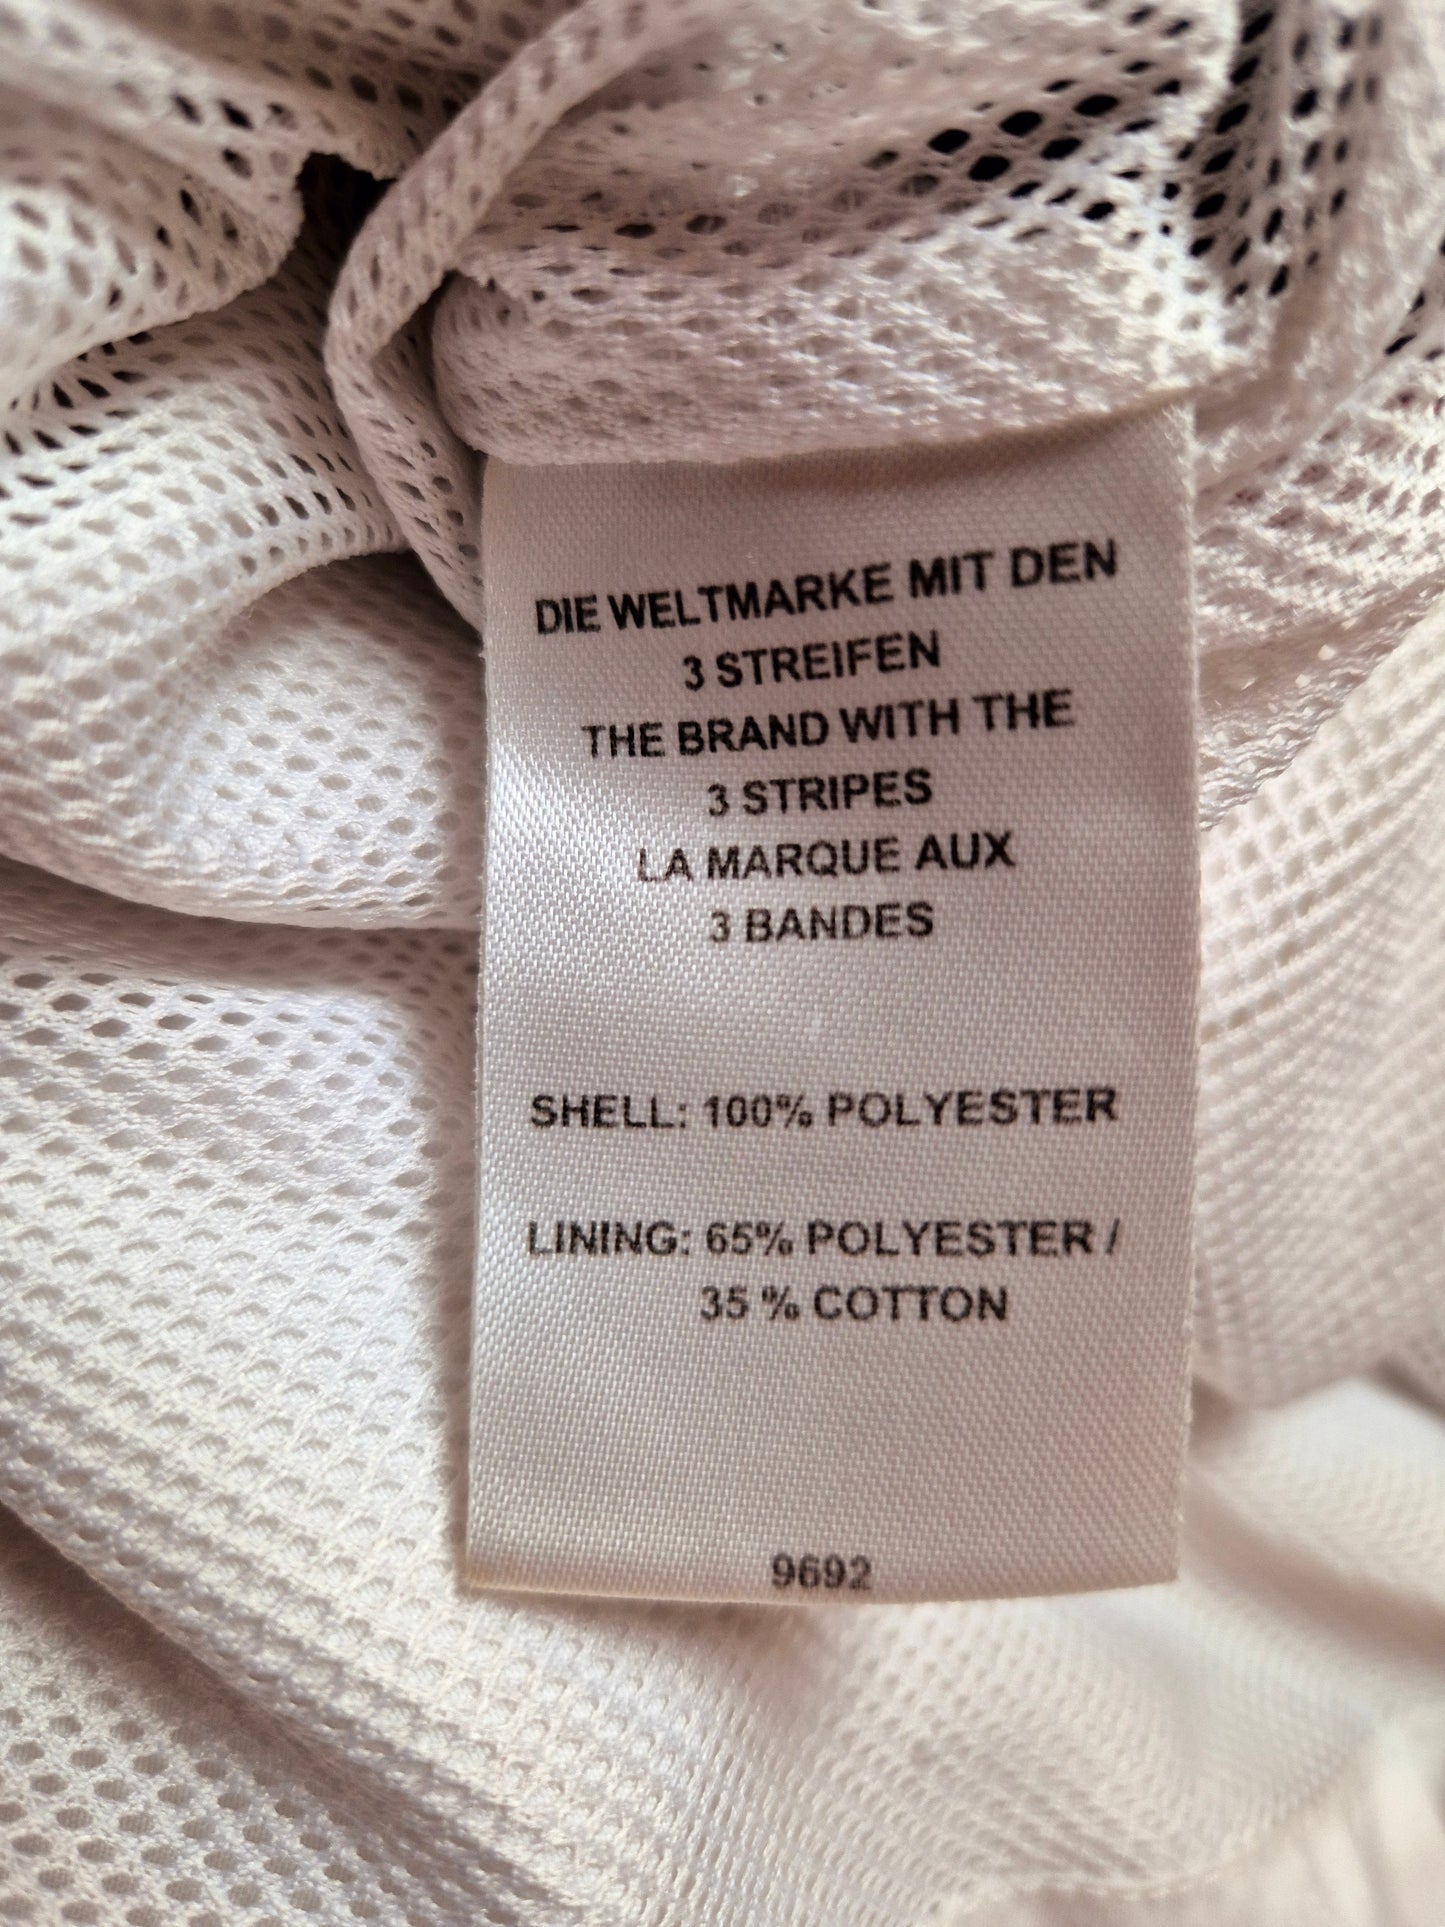 DIE WELTMARKE MIT DEN
3 STREIFEN
THE BRAND WITH THE
3 STRIPES
LA MARQUE AUX
3 BANDES
SHELL: 100% POLYESTER
LINING: 65% POLYESTER /
35 % COTTON
9692